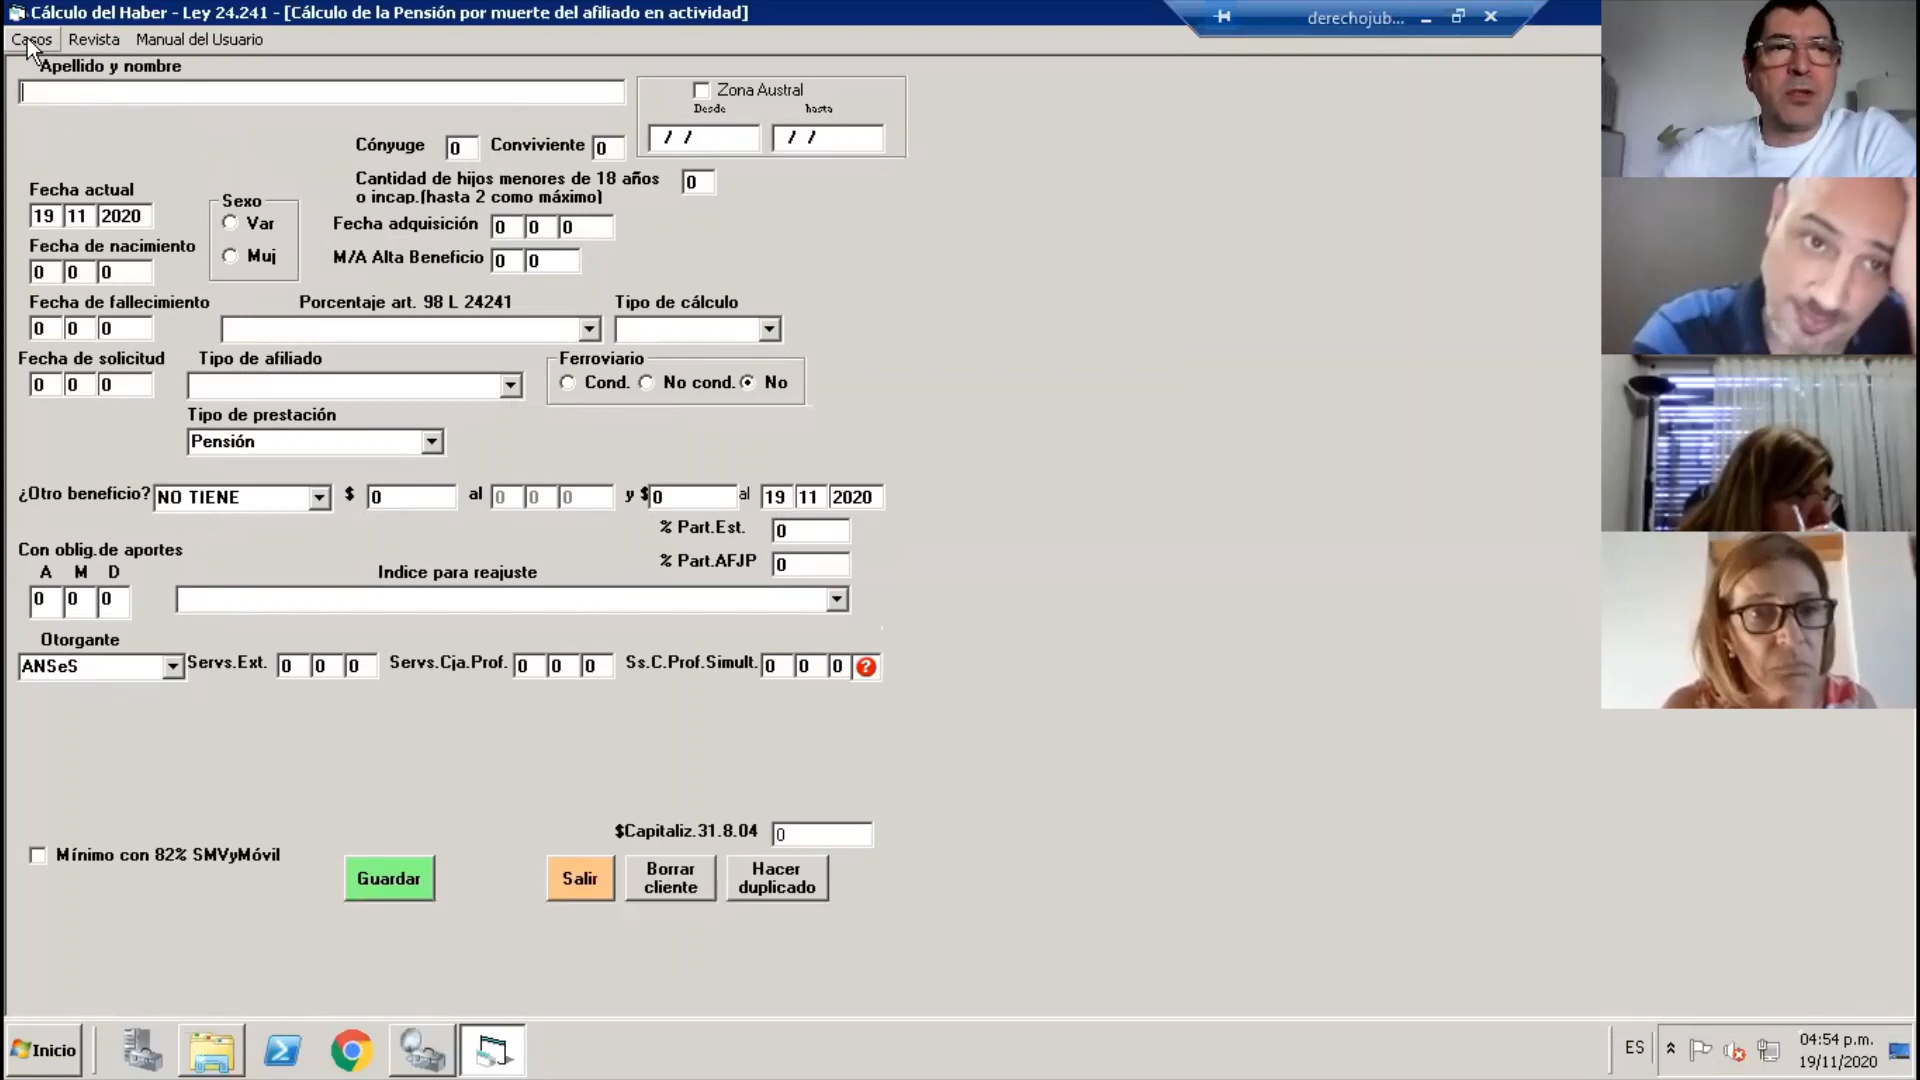 Cálculo del Haber - Ley 24.241 - [Cálculo de la Pensión por muerte del afiliado en actividad]
derechojub...
Casos Revista Manual del Usuario
Apellido y nombre
Zona Austral
Desde hasta
/ / / /
Cónyuge 0 Conviviente 0
Cantidad de hijos menores de 18 años
o incap.(hasta 2 como máximo) 0
Fecha actual
19 11 2020
Sexo
Var
Muj
Fecha adquisición 0 0 0
Fecha de nacimiento
0 0 0
M/A Alta Beneficio 0 0
Fecha de fallecimiento Porcentaje art. 98 L 24241 Tipo de cálculo
0 0 0
Fecha de solicitud Tipo de afiliado Ferroviario
0 0 0 Cond. No cond. No
Tipo de prestación
Pensión
¿Otro beneficio? NO TIENE $ 0 al 0 0 0 y $ 0 al 19 11 2020
% Part.Est. 0
% Part.AFJP 0
Con oblig.de aportes
A M D Indice para reajuste
0 0 0
Otorgante
ANSeS Servs.Ext. 0 0 0 Servs.Cja.Prof. 0 0 0 Ss.C.Prof.Simult. 0 0 0 ?
$Capitaliz.31.8.04 0
Mínimo con 82% SMVyMóvil
Guardar Salir Borrar cliente Hacer duplicado
Inicio ES 04:54 p.m.
19/11/2020